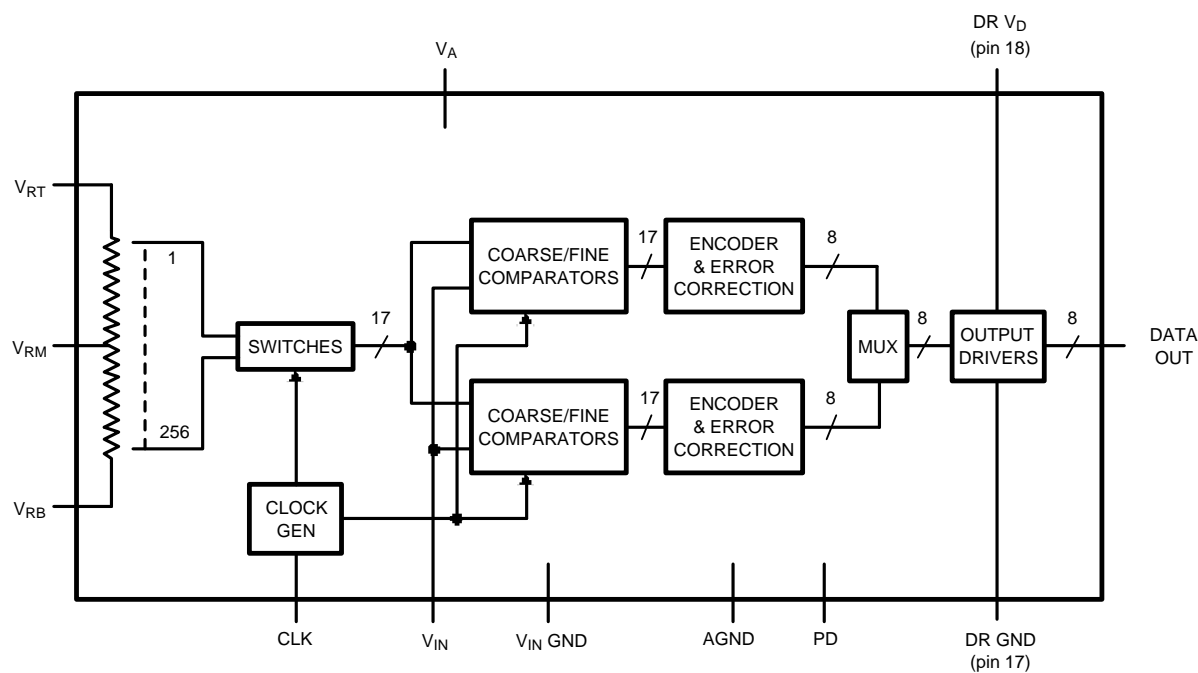 DR VD
(pin 18)
VA
VRT
1
17
COARSE/FINE
COMPARATORS
17
ENCODER
& ERROR
CORRECTION
8
VRM
SWITCHES
MUX
8
OUTPUT
DRIVERS
8
DATA
OUT
256
COARSE/FINE
COMPARATORS
17
ENCODER
& ERROR
CORRECTION
8
VRB
CLOCK
GEN
CLK
VIN
VIN GND
AGND
PD
DR GND
(pin 17)